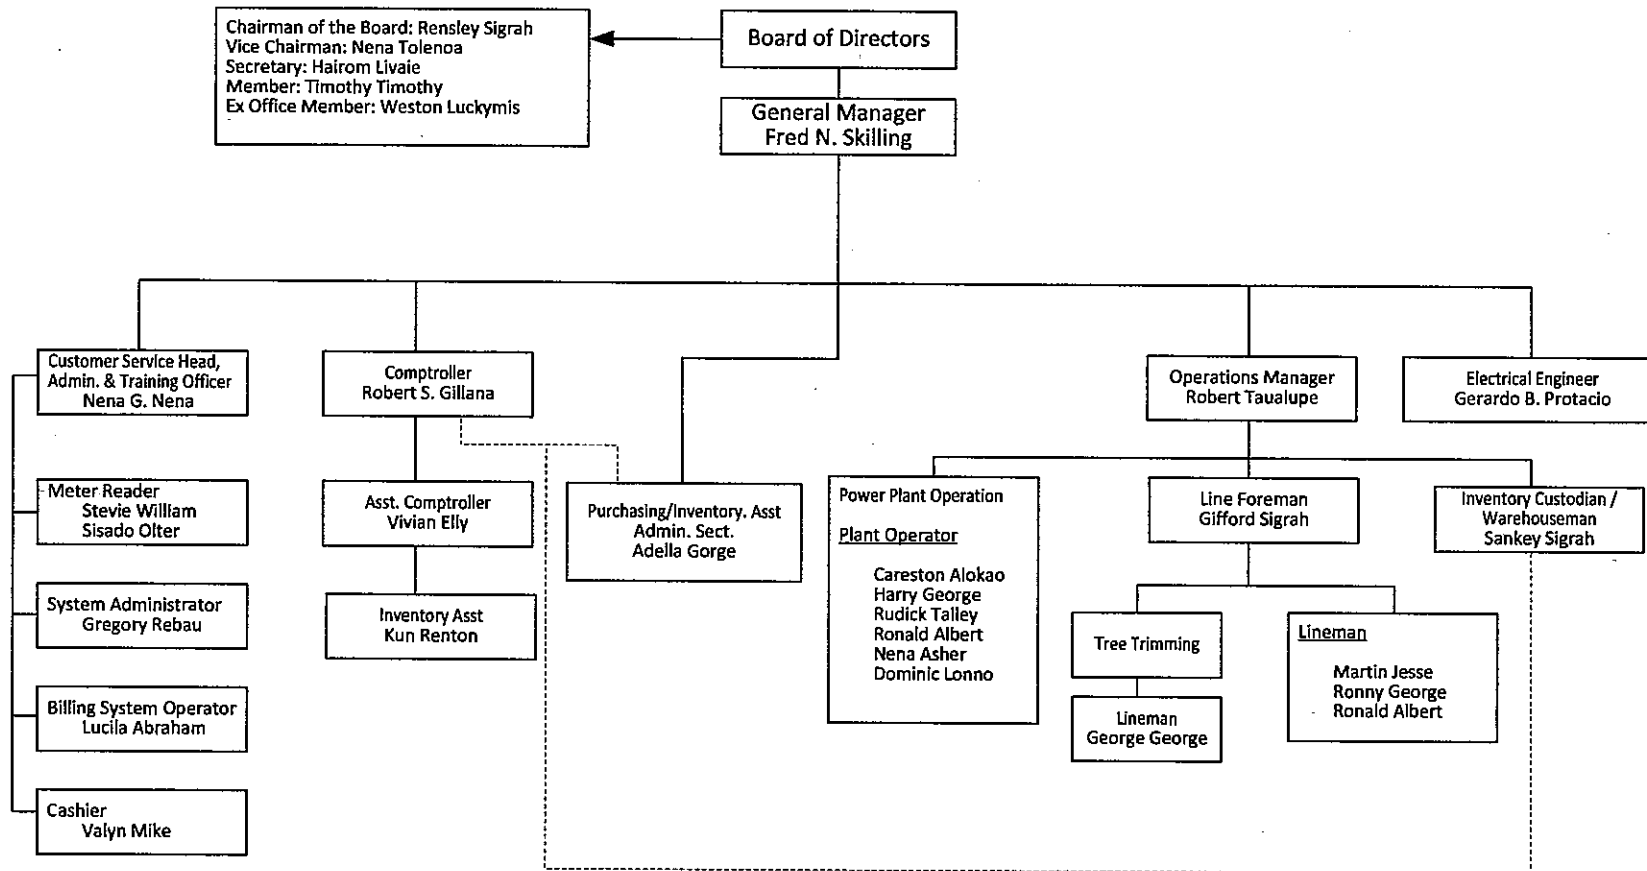 Chairman of the Board: Rensley Sigrah
Vice Chairman: Nena Tolenoa
Secretary: Hairom Livaie
Member: Timothy Timothy
Ex Office Member: Weston Luckymis
Board of Directors
General Manager
Fred N. Skilling
Customer Service Head,
Admin. & Training Officer
Nena G. Nena
Comptroller
Robert S. Gillana
Operations Manager
Robert Taualupe
Electrical Engineer
Gerardo B. Protacio
Meter Reader
Stevie William
Sisado Olter
Asst. Comptroller
Vivian Elly
Purchasing/Inventory. Asst
Admin. Sect.
Adella Gorge
Power Plant Operation
Plant Operator
Careston Alokao
Harry George
Rudick Talley
Ronald Albert
Nena Asher
Dominic Lonno
Line Foreman
Gifford Sigrah
Inventory Custodian /
Warehouseman
Sankey Sigrah
System Administrator
Gregory Rebau
Inventory Asst
Kun Renton
Tree Trimming
Lineman
George George
Lineman
Martin Jesse
Ronny George
Ronald Albert
Billing System Operator
Lucila Abraham
Cashier
Valyn Mike